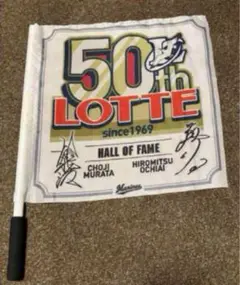 50th
LOTTE
since1969
HALL OF FAME
CHOJI
MURATA
HIROMITSU
OCHIAI
Marines